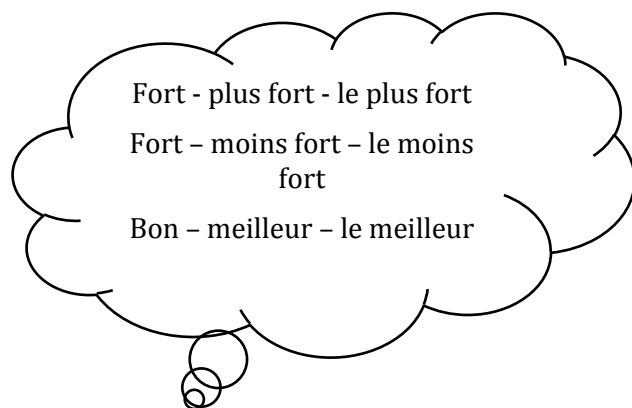 Fort - plus fort - le plus fort
Fort – moins fort – le moins
fort
Bon – meilleur – le meilleur